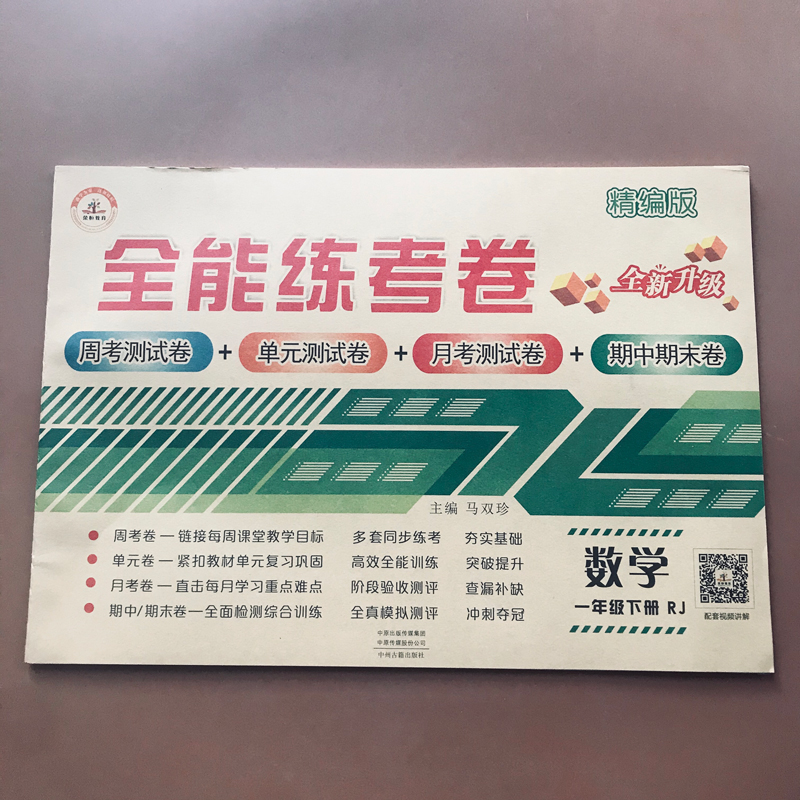 精编版
全能练考卷
全新升级
周考测试卷 + 单元测试卷 + 月考测试卷 + 期中期末卷
主编 马双珍
周考卷—链接每周课堂教学目标 多套同步练考 夯实基础
单元卷—紧扣教材单元复习巩固 高效全能训练 突破提升
月考卷—直击每月学习重点难点 阶段验收测评 查漏补缺
期中/期末卷—全面检测综合训练 全真模拟测评 冲刺夺冠
数学
一年级下册 RJ
配套视频讲解
中原出版传媒集团
中原传媒股份公司
中州古籍出版社